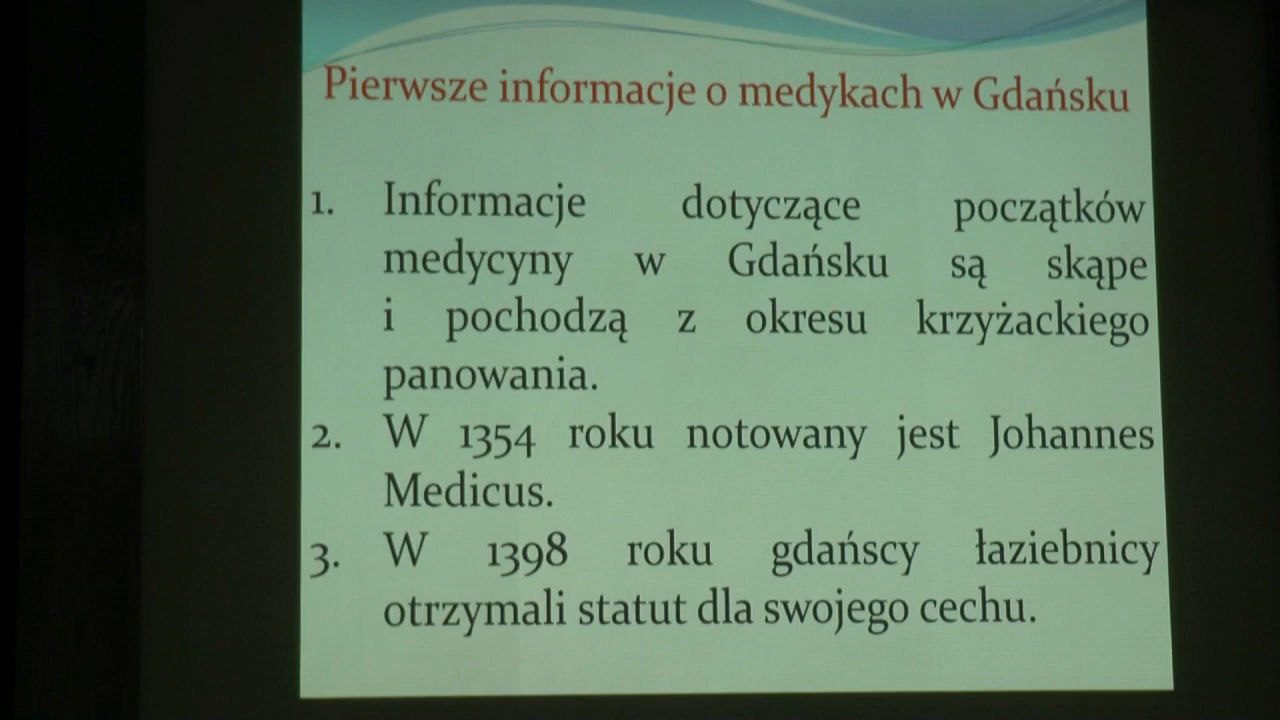 Pierwsze informacje o medykach w Gdańsku
1. Informacje dotyczące początków
medycyny w Gdańsku są skąpe
i pochodzą z okresu krzyżackiego
panowania.
2. W 1354 roku notowany jest Johannes
Medicus.
3. W 1398 roku gdańscy łaziebnicy
otrzymali statut dla swojego cechu.